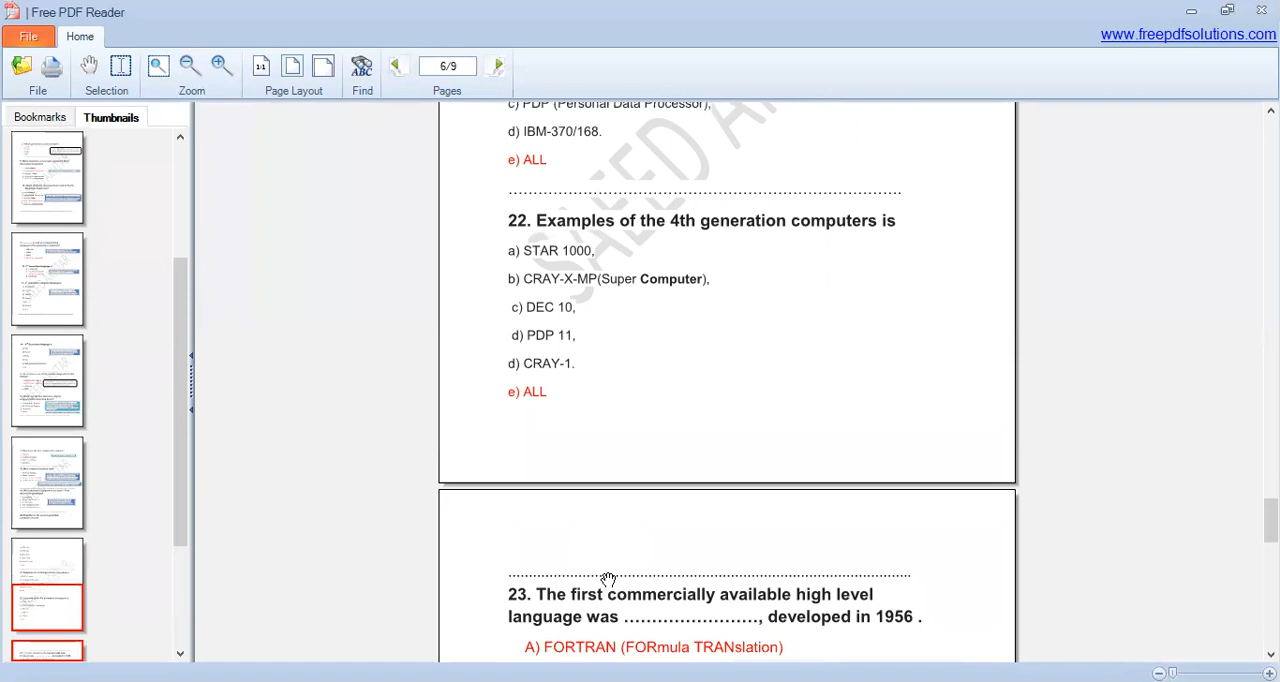 | Free PDF Reader
File
Home
www.freepdfsolutions.com
1:1
ABC
6/9
File
Selection
Zoom
Page Layout
Find
Pages
Bookmarks
Thumbnails
c) PDP (Personal Data Processor),
d) IBM-370/168.
e) ALL
22. Examples of the 4th generation computers is
a) STAR 1000,
b) CRAY-X-MP(Super Computer),
c) DEC 10,
d) PDP 11,
d) CRAY-1.
e) ALL
23. The first commercially available high level
language was ........................, developed in 1956 .
A) FORTRAN (FORmula TRANslation)